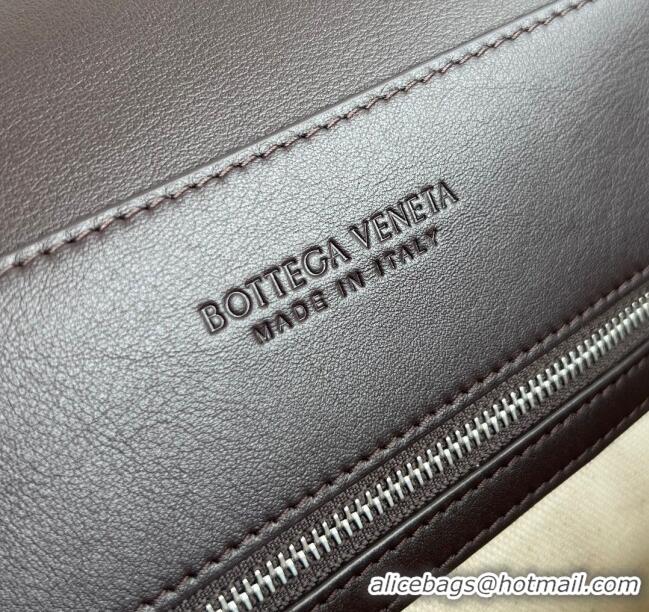 BOTTEGA VENETA
MADE IN ITALY
alicebags@hotmail.com